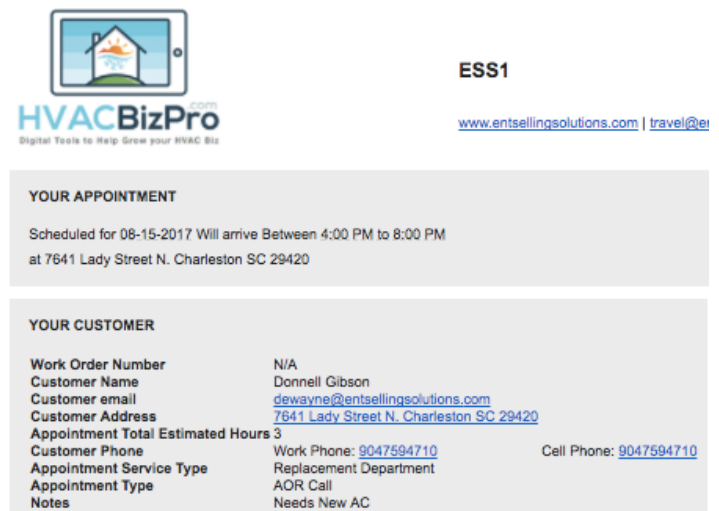 ESS1
HVACBizPro
.com
Digital Tools to Help Grow your HVAC Biz
www.entsellingsolutions.com | travel@en
YOUR APPOINTMENT
Scheduled for 08-15-2017 Will arrive Between 4:00 PM to 8:00 PM
at 7641 Lady Street N. Charleston SC 29420
YOUR CUSTOMER
Work Order Number N/A
Customer Name Donnell Gibson
Customer email dewayne@entsellingsolutions.com
Customer Address 7641 Lady Street N. Charleston SC 29420
Appointment Total Estimated Hours 3
Customer Phone Work Phone: 9047594710 Cell Phone: 9047594710
Appointment Service Type Replacement Department
Appointment Type AOR Call
Notes Needs New AC